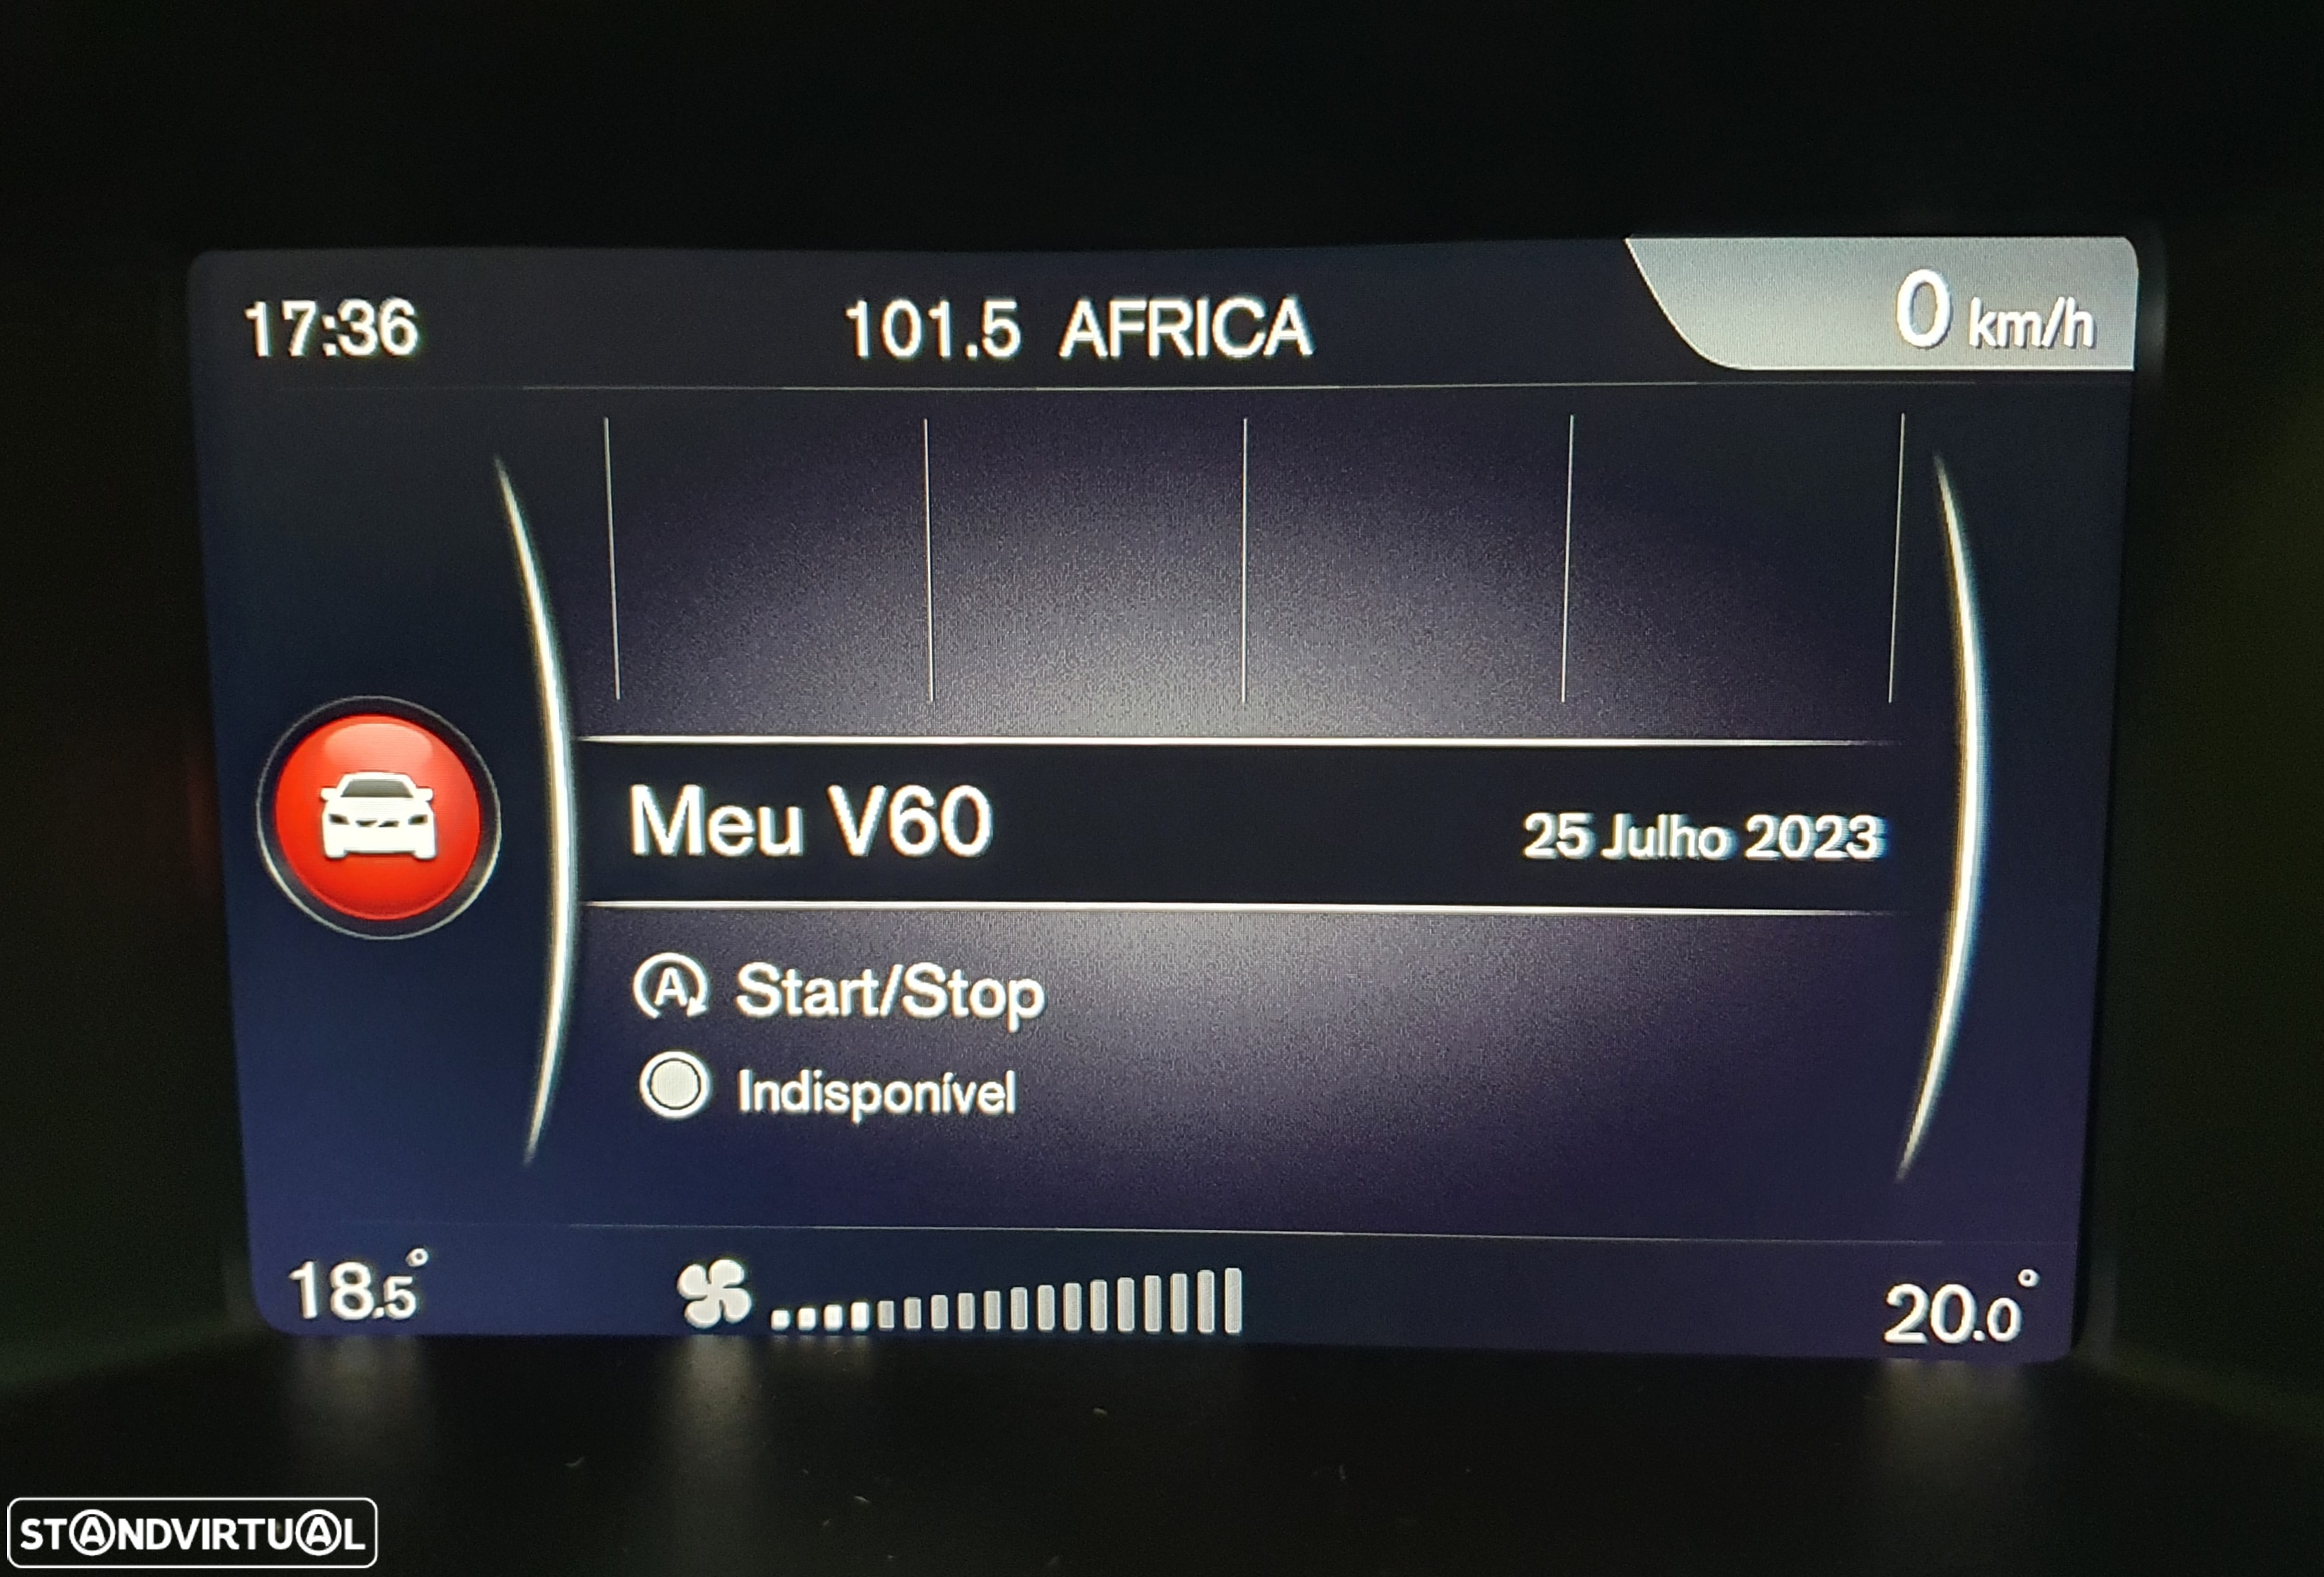 17:36 101.5 AFRICA 0 km/h
Meu V60 25 Julho 2023
A Start/Stop
Indisponível
18.5° 20.0°
STANDVIRTUAL